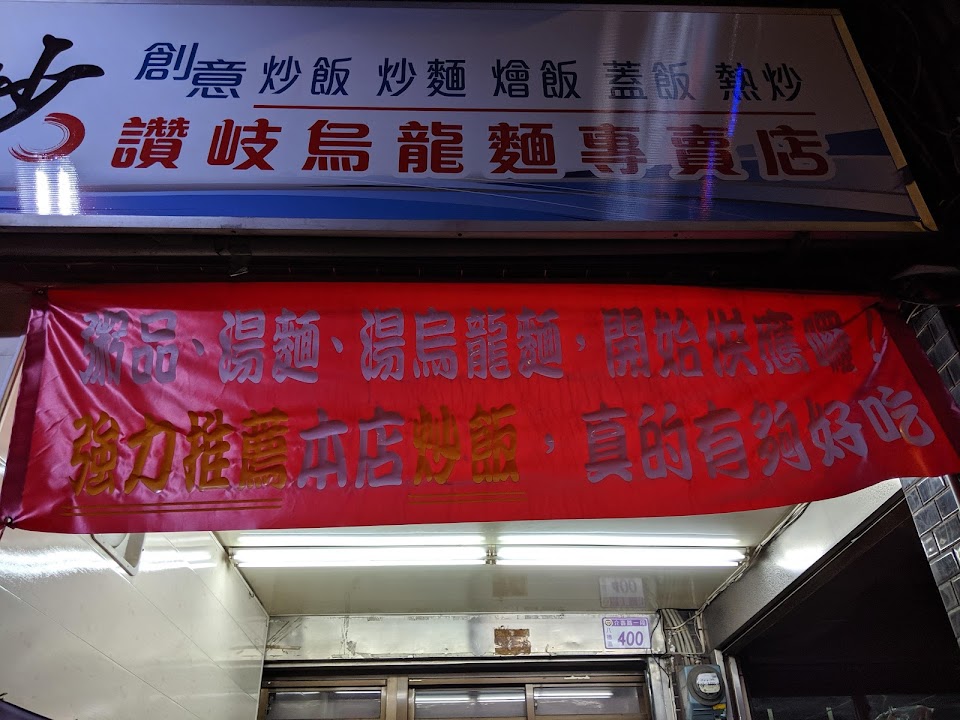 炒
創意炒飯 炒麵 燴飯 蓋飯 熱炒
讚岐烏龍麵專賣店
粥品、湯麵、湯烏龍麵,開始供應囉!
強力推薦本店炒飯,真的有夠好吃
400